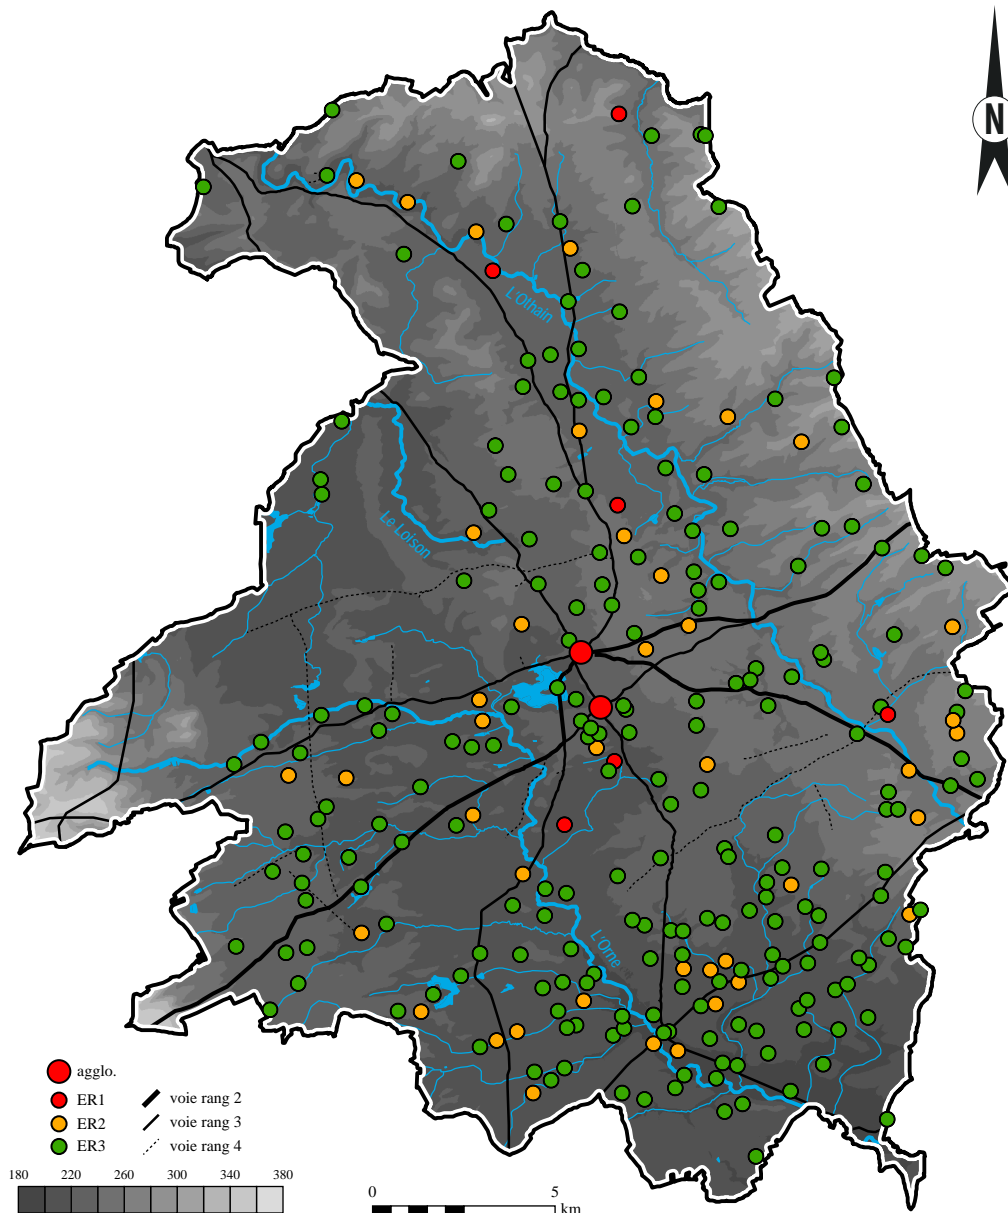 N
L'Othain
Le Loison
L'Orne
agglo.
ER1
ER2
ER3
voie rang 2
voie rang 3
voie rang 4
180 220 260 300 340 380
0 5
km